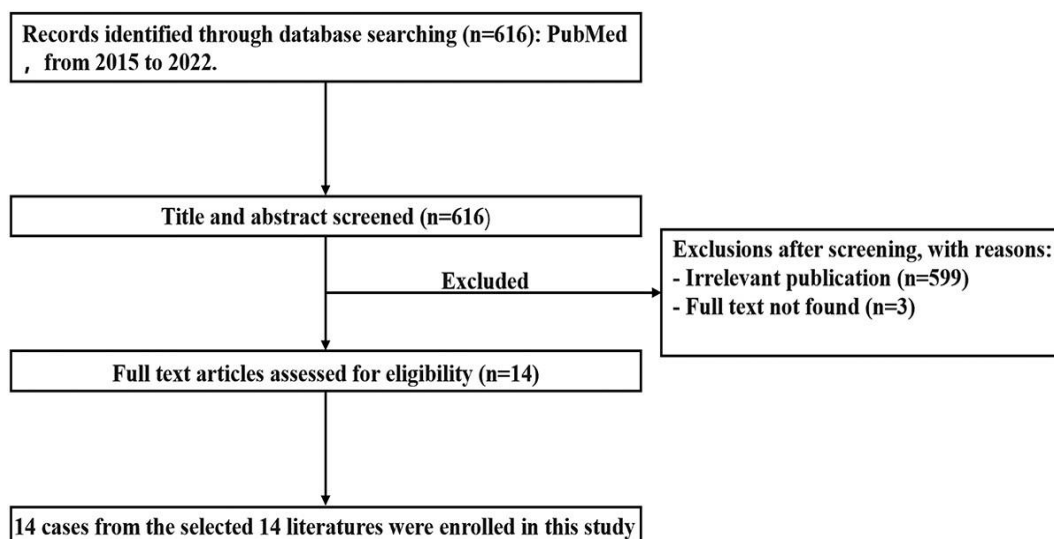 Records identified through database searching (n=616): PubMed
, from 2015 to 2022.
Title and abstract screened (n=616)
Exclusions after screening, with reasons:
- Irrelevant publication (n=599)
- Full text not found (n=3)
Excluded
Full text articles assessed for eligibility (n=14)
14 cases from the selected 14 literatures were enrolled in this study